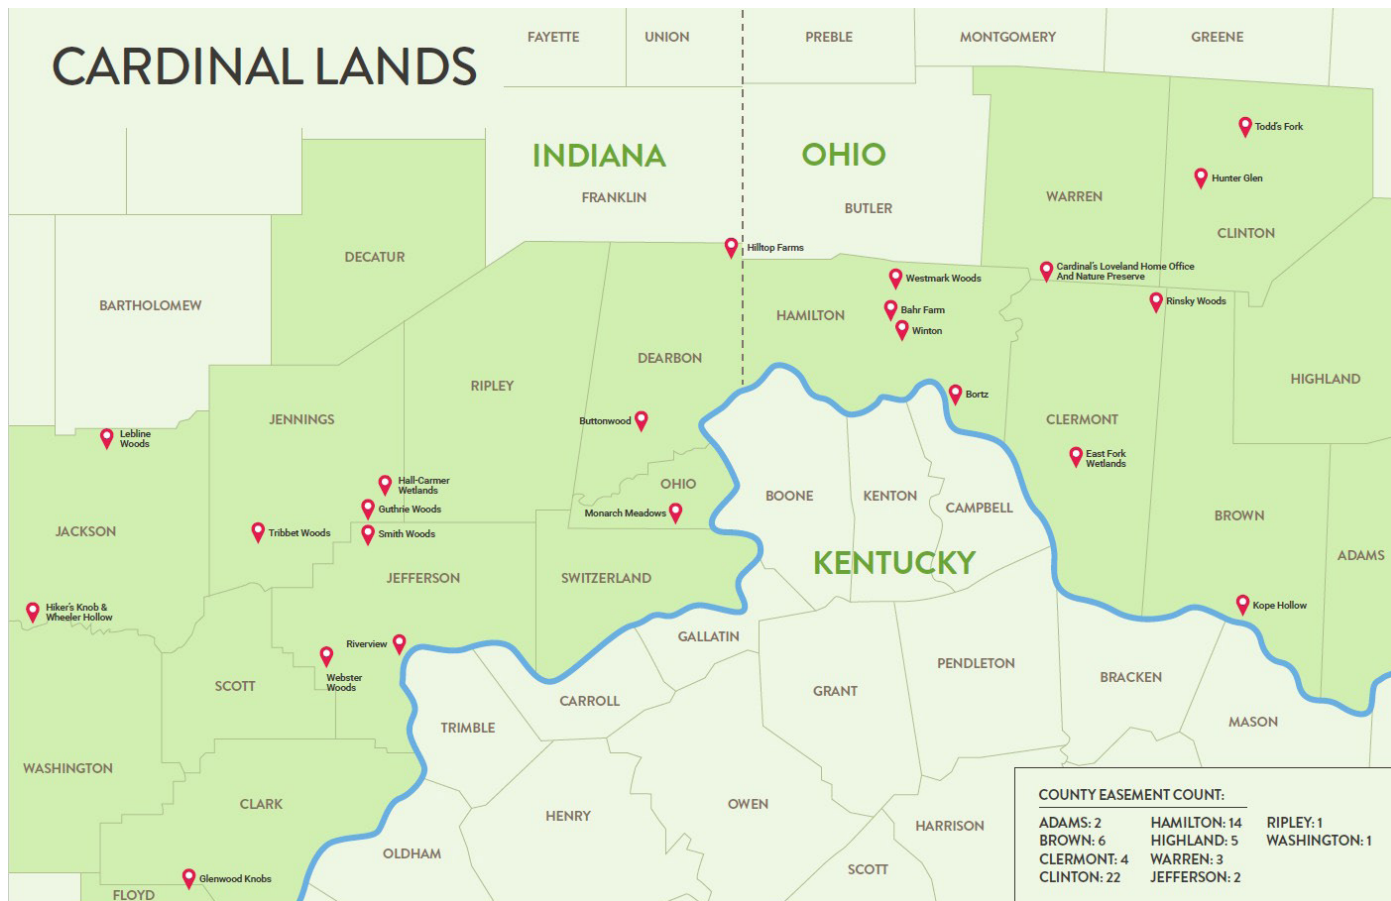 CARDINAL LANDS
FAYETTE
UNION
PREBLE
MONTGOMERY
GREENE
INDIANA
OHIO
FRANKLIN
BUTLER
WARREN
CLINTON
Todd's Fork
Hunter Glen
DECATUR
Hilltop Farms
Cardinal's Loveland Home Office
And Nature Preserve
Westmark Woods
Rinsky Woods
BARTHOLOMEW
HAMILTON
Bahr Farm
Winton
DEARBON
RIPLEY
HIGHLAND
Bortz
JENNINGS
Buttonwood
CLERMONT
Lebline
Woods
East Fork
Wetlands
Hall-Carmer
Wetlands
OHIO
BOONE
KENTON
CAMPBELL
Guthrie Woods
Monarch Meadows
BROWN
JACKSON
Tribbet Woods
Smith Woods
ADAMS
KENTUCKY
JEFFERSON
SWITZERLAND
Hiker's Knob &
Wheeler Hollow
Kope Hollow
Riverview
GALLATIN
PENDLETON
Webster
Woods
SCOTT
CARROLL
GRANT
BRACKEN
TRIMBLE
MASON
WASHINGTON
CLARK
HENRY
OWEN
HARRISON
OLDHAM
SCOTT
Glenwood Knobs
FLOYD
COUNTY EASEMENT COUNT:
ADAMS: 2
BROWN: 6
CLERMONT: 4
CLINTON: 22
HAMILTON: 14
HIGHLAND: 5
WARREN: 3
JEFFERSON: 2
RIPLEY: 1
WASHINGTON: 1